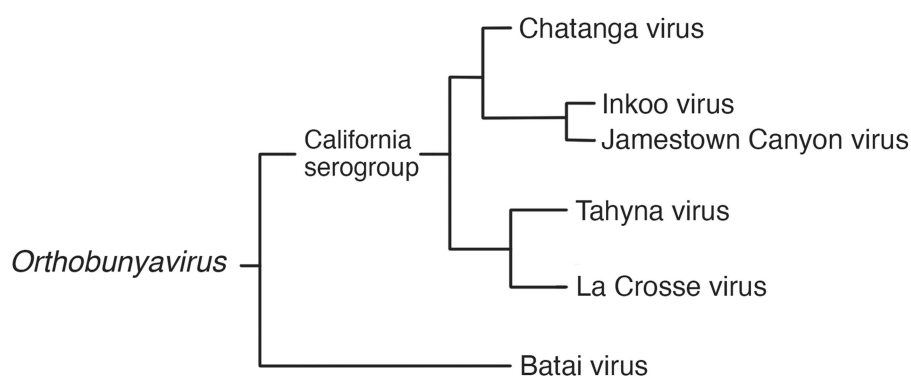 Chatanga virus
Inkoo virus
Jamestown Canyon virus
California
serogroup
Tahyna virus
Orthobunyavirus
La Crosse virus
Batai virus